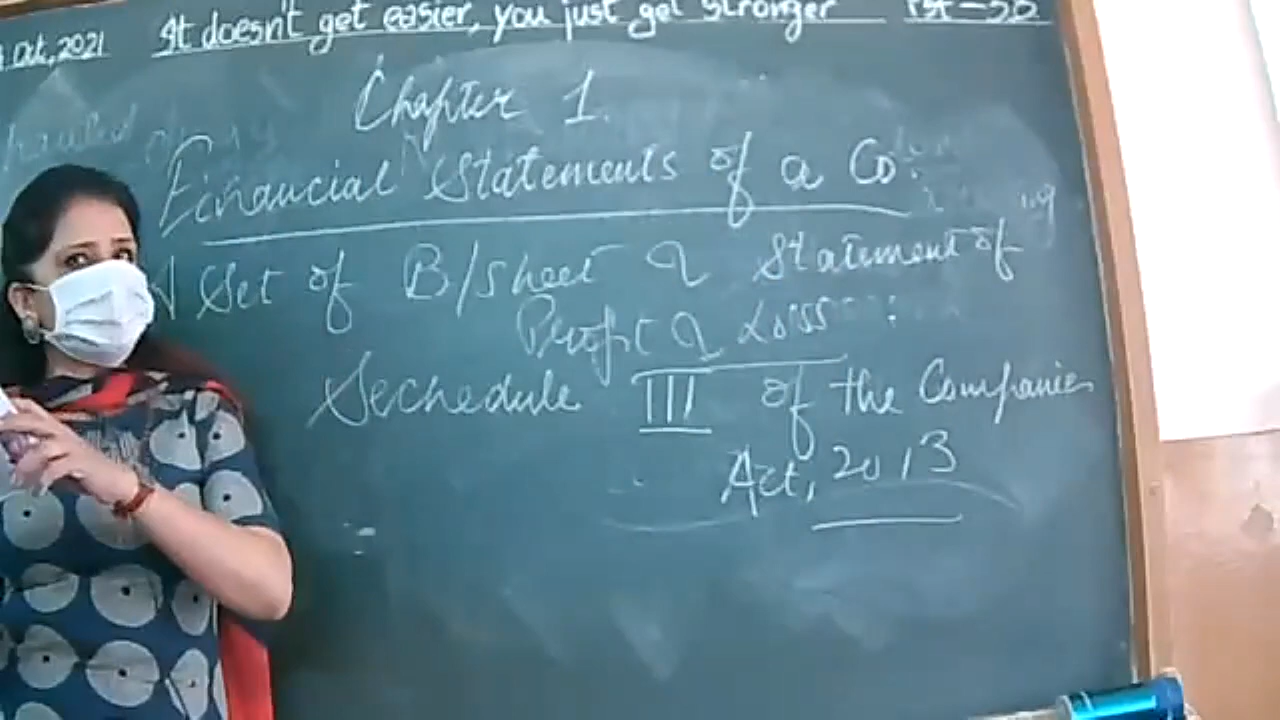 Oct, 2021 It doesn't get easier, you just get stronger
Chapter 1.
Financial Statements of a Co.
A Set of B/Sheet & Statement of
Profit & Loss :
Sechedule III of the Companies
Act, 2013